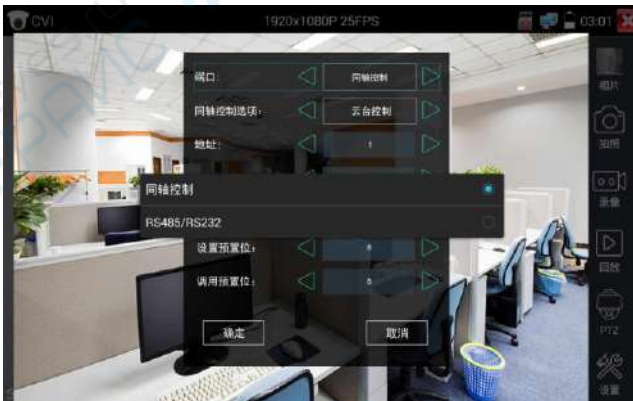 CVI 1920x1080P 25FPS 03:01
端口: 同轴控制
同轴控制选项: 云台控制
地址: 1
同轴控制
RS485/RS232
设置预置位: 
调用预置位: 
确定 取消
相片
拍照
录像
回放
PTZ
设置